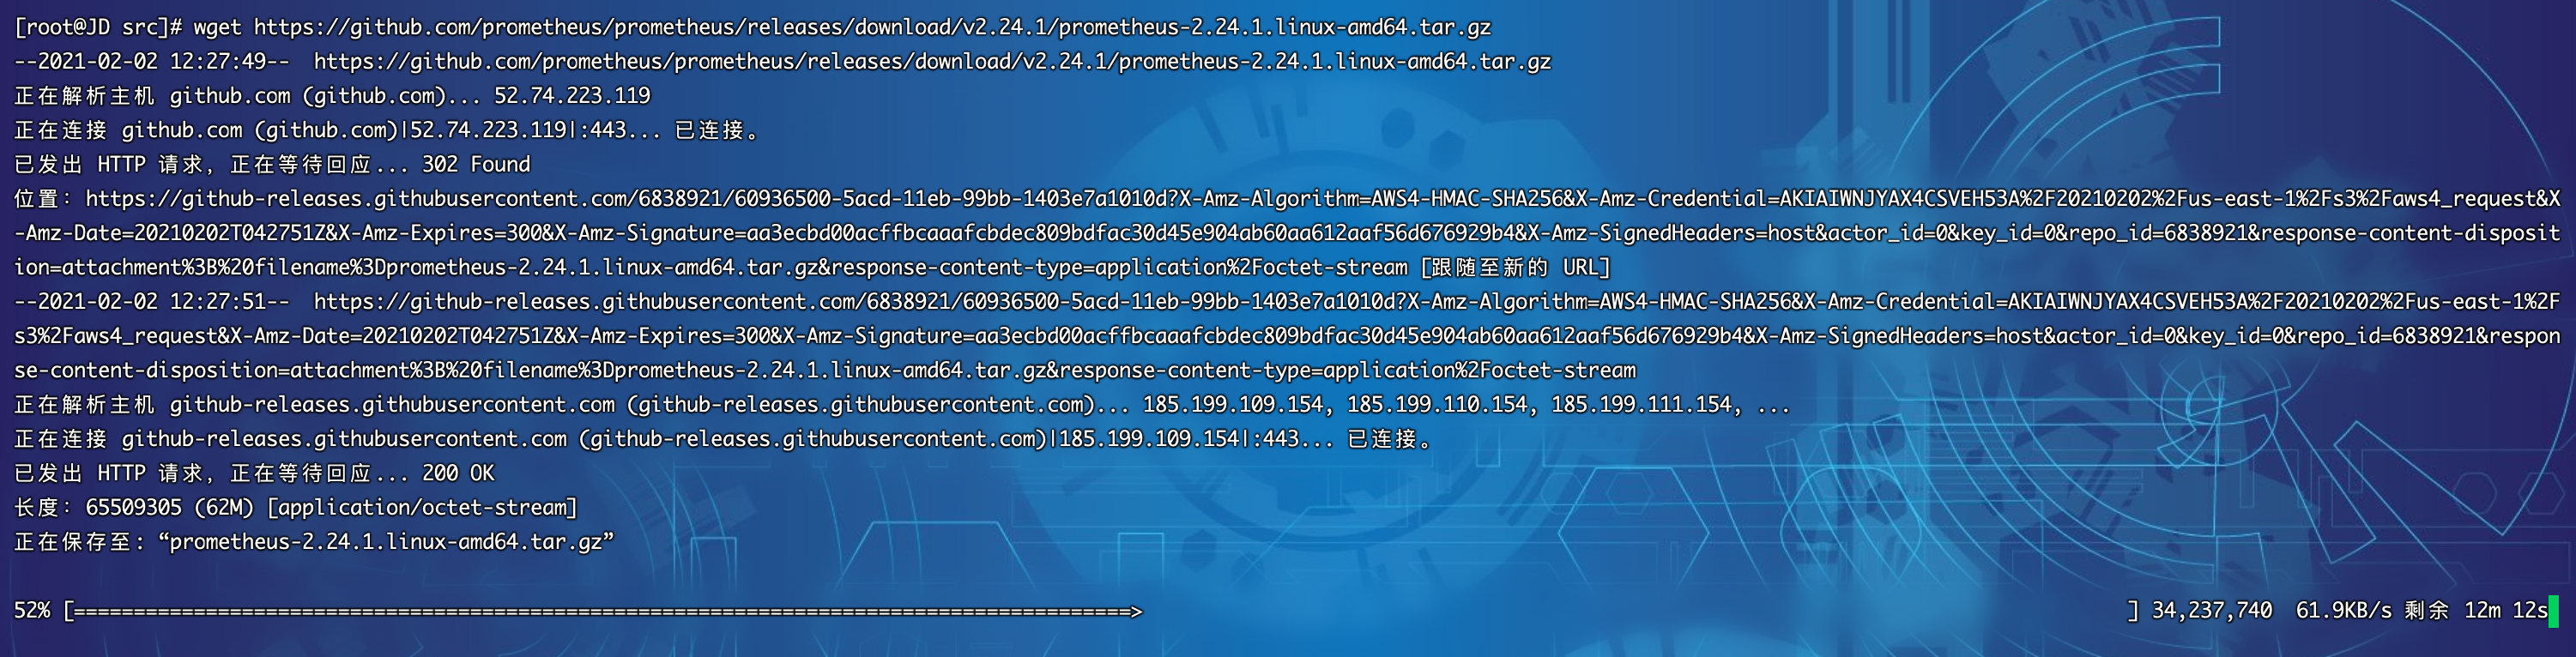 [root@JD src]# wget https://github.com/prometheus/prometheus/releases/download/v2.24.1/prometheus-2.24.1.linux-amd64.tar.gz
--2021-02-02 12:27:49--  https://github.com/prometheus/prometheus/releases/download/v2.24.1/prometheus-2.24.1.linux-amd64.tar.gz
正在解析主机 github.com (github.com)... 52.74.223.119
正在连接 github.com (github.com)|52.74.223.119|:443... 已连接。
已发出 HTTP 请求，正在等待回应... 302 Found
位置：https://github-releases.githubusercontent.com/6838921/60936500-5acd-11eb-99bb-1403e7a1010d?X-Amz-Algorithm=AWS4-HMAC-SHA256&X-Amz-Credential=AKIAIWNJYAX4CSVEH53A%2F20210202%2Fus-east-1%2Fs3%2Faws4_request&X
-Amz-Date=20210202T042751Z&X-Amz-Expires=300&X-Amz-Signature=aa3ecbd00acffbcaaafcbdec809bdfac30d45e904ab60aa612aaf56d676929b4&X-Amz-SignedHeaders=host&actor_id=0&key_id=0&repo_id=6838921&response-content-disposit
ion=attachment%3B%20filename%3Dprometheus-2.24.1.linux-amd64.tar.gz&response-content-type=application%2Foctet-stream [跟随至新的 URL]
--2021-02-02 12:27:51--  https://github-releases.githubusercontent.com/6838921/60936500-5acd-11eb-99bb-1403e7a1010d?X-Amz-Algorithm=AWS4-HMAC-SHA256&X-Amz-Credential=AKIAIWNJYAX4CSVEH53A%2F20210202%2Fus-east-1%2F
s3%2Faws4_request&X-Amz-Date=20210202T042751Z&X-Amz-Expires=300&X-Amz-Signature=aa3ecbd00acffbcaaafcbdec809bdfac30d45e904ab60aa612aaf56d676929b4&X-Amz-SignedHeaders=host&actor_id=0&key_id=0&repo_id=6838921&respon
se-content-disposition=attachment%3B%20filename%3Dprometheus-2.24.1.linux-amd64.tar.gz&response-content-type=application%2Foctet-stream
正在解析主机 github-releases.githubusercontent.com (github-releases.githubusercontent.com)... 185.199.109.154, 185.199.110.154, 185.199.111.154, ...
正在连接 github-releases.githubusercontent.com (github-releases.githubusercontent.com)|185.199.109.154|:443... 已连接。
已发出 HTTP 请求，正在等待回应... 200 OK
长度：65509305 (62M) [application/octet-stream]
正在保存至: “prometheus-2.24.1.linux-amd64.tar.gz”
52% [========================================================================================>                                                                                  ] 34,237,740  61.9KB/s 剩余 12m 12s